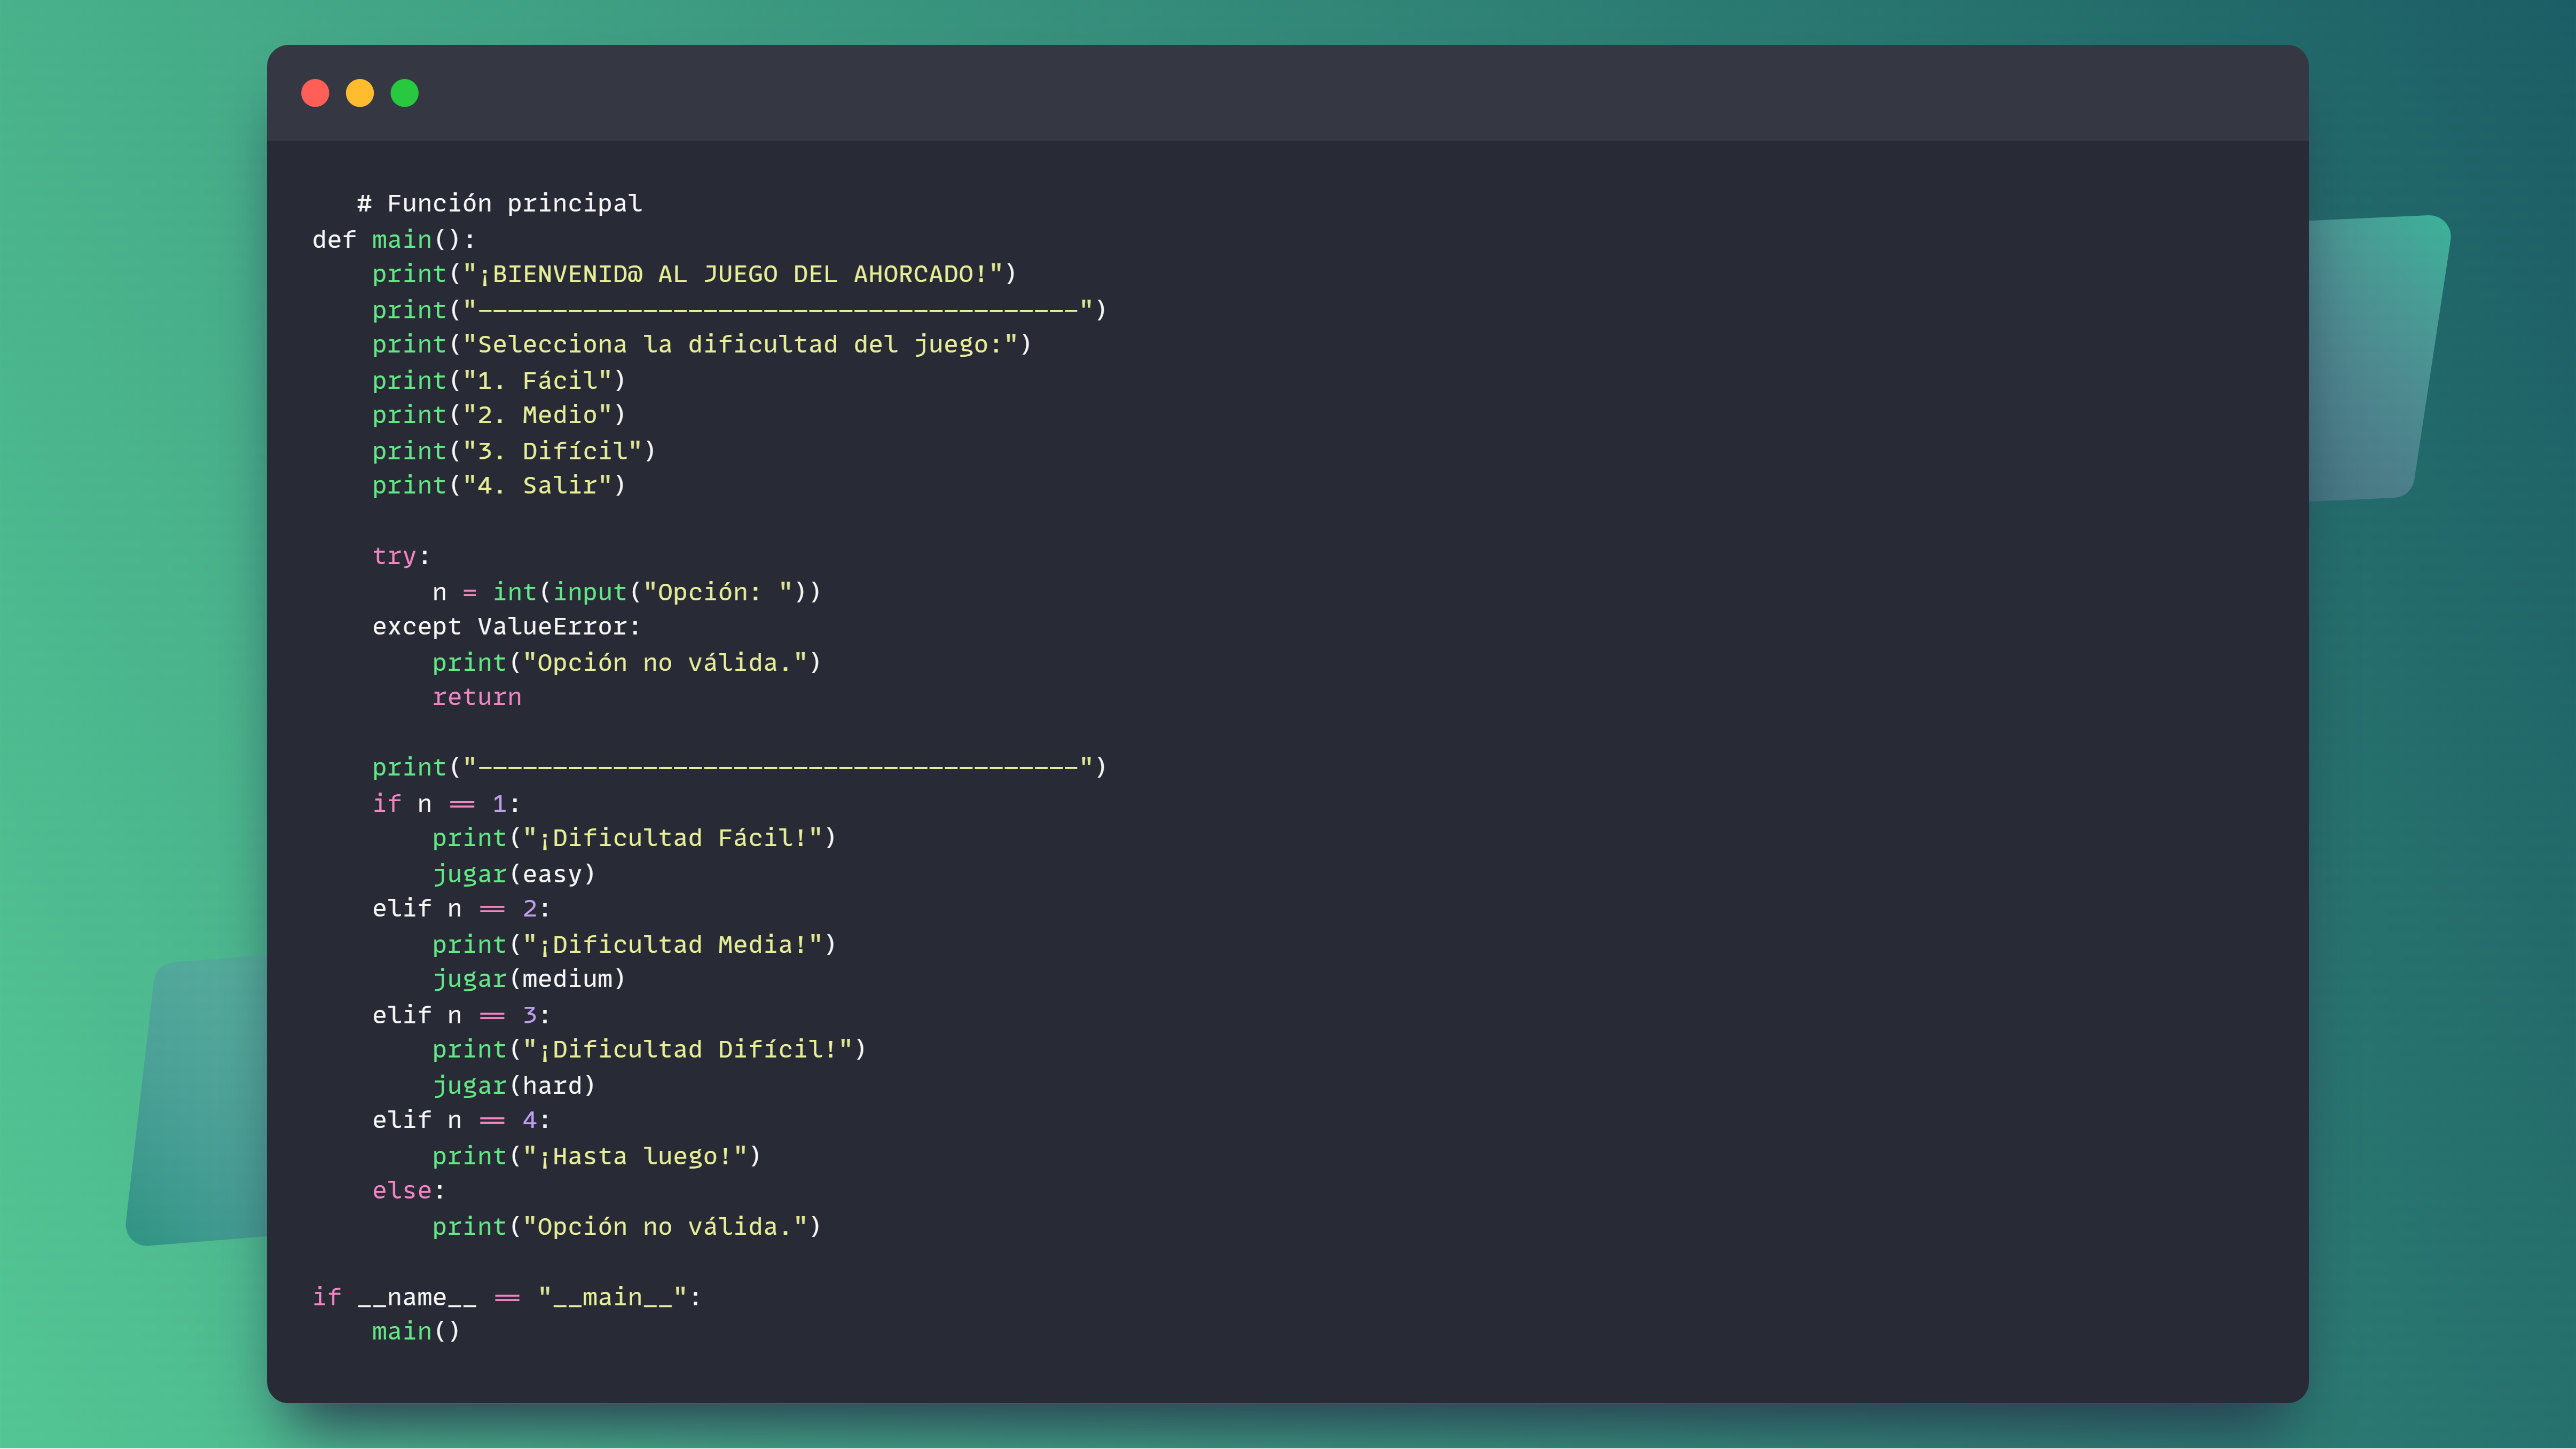 # Función principal
def main():
    print("¡BIENVENID@ AL JUEGO DEL AHORCADO!")
    print("----------------------------------------")
    print("Selecciona la dificultad del juego:")
    print("1. Fácil")
    print("2. Medio")
    print("3. Difícil")
    print("4. Salir")

    try:
        n = int(input("Opción: "))
    except ValueError:
        print("Opción no válida.")
        return

    print("----------------------------------------")
    if n == 1:
        print("¡Dificultad Fácil!")
        jugar(easy)
    elif n == 2:
        print("¡Dificultad Media!")
        jugar(medium)
    elif n == 3:
        print("¡Dificultad Difícil!")
        jugar(hard)
    elif n == 4:
        print("¡Hasta luego!")
    else:
        print("Opción no válida.")

if __name__ == "__main__":
    main()